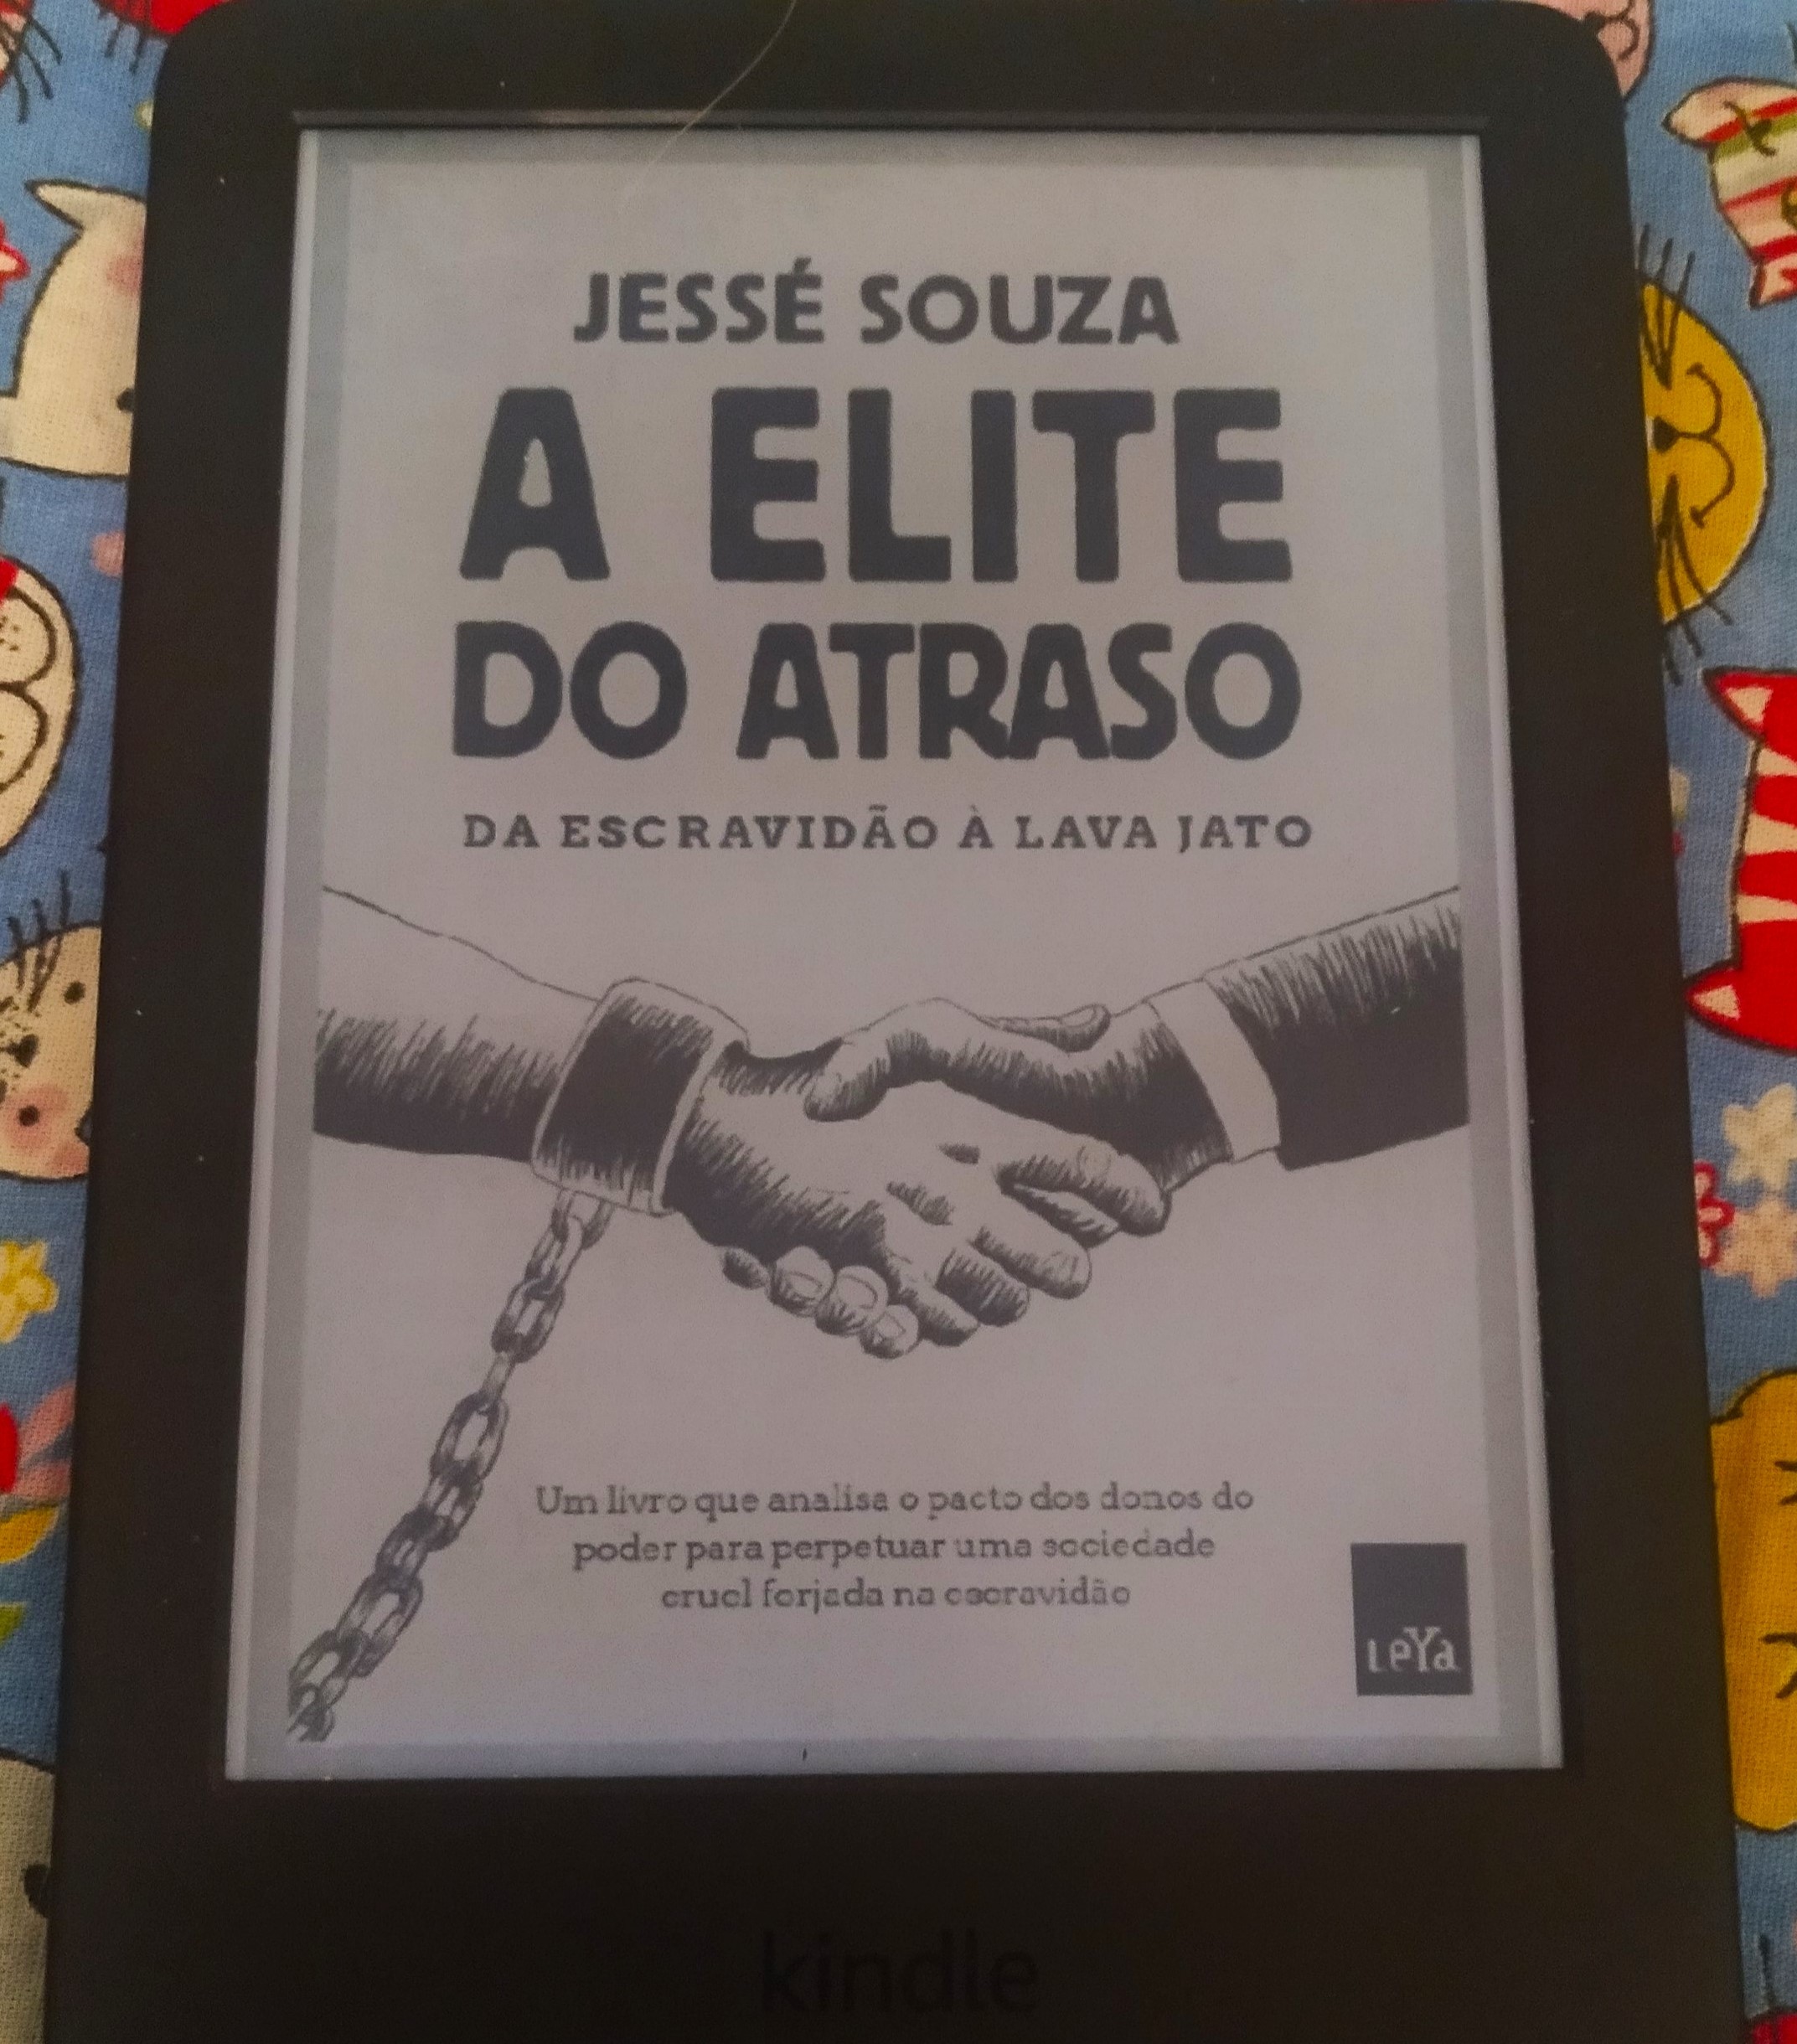 JESSÉ SOUZA
A ELITE
DO ATRASO
DA ESCRAVIDÃO À LAVA JATO
Um livro que analisa o pacto dos donos do
poder para perpetuar uma sociedade
cruel forjada na escravidão
LeYa
kindle